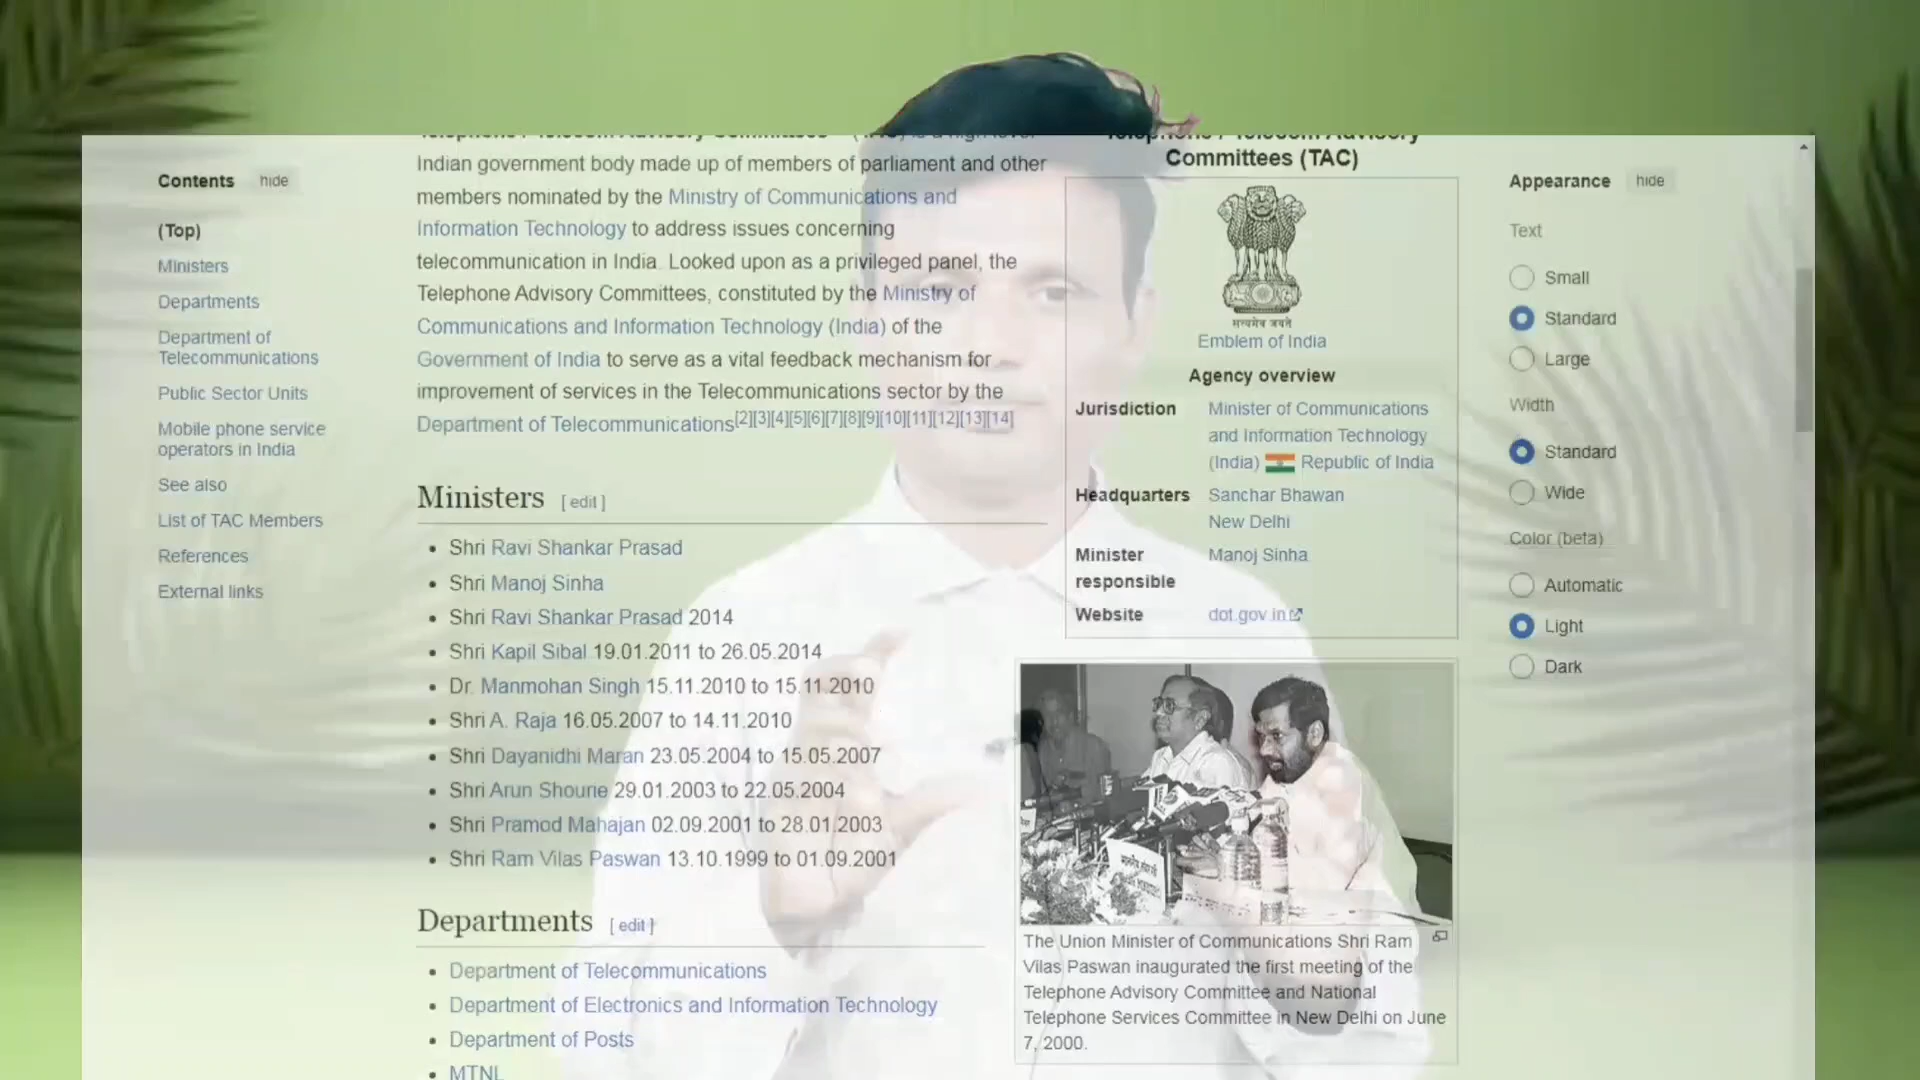 Contents hide
(Top)
Ministers
Departments
Department of
Telecommunications
Public Sector Units
Mobile phone service
operators in India
See also
List of TAC Members
References
External links
Indian government body made up of members of parliament and other
members nominated by the Ministry of Communications and
Information Technology to address issues concerning
telecommunication in India. Looked upon as a privileged panel, the
Telephone Advisory Committees, constituted by the Ministry of
Communications and Information Technology (India) of the
Government of India to serve as a vital feedback mechanism for
improvement of services in the Telecommunications sector by the
Department of Telecommunications[2][3][4][5][6][7][8][9][10][11][12][13][14]
Ministers [ edit ]
• Shri Ravi Shankar Prasad
• Shri Manoj Sinha
• Shri Ravi Shankar Prasad 2014
• Shri Kapil Sibal 19.01.2011 to 26.05.2014
• Dr. Manmohan Singh 15.11.2010 to 15.11.2010
• Shri A. Raja 16.05.2007 to 14.11.2010
• Shri Dayanidhi Maran 23.05.2004 to 15.05.2007
• Shri Arun Shourie 29.01.2003 to 22.05.2004
• Shri Pramod Mahajan 02.09.2001 to 28.01.2003
• Shri Ram Vilas Paswan 13.10.1999 to 01.09.2001
Departments [ edit ]
• Department of Telecommunications
• Department of Electronics and Information Technology
• Department of Posts
• MTNL
Telephone / Telecom Advisory
Committees (TAC)
सत्यमेव जयते
Emblem of India
Agency overview
Jurisdiction Minister of Communications
and Information Technology
(India) Republic of India
Headquarters Sanchar Bhawan
New Delhi
Minister Manoj Sinha
responsible
Website dot.gov.in
The Union Minister of Communications Shri Ram
Vilas Paswan inaugurated the first meeting of the
Telephone Advisory Committee and National
Telephone Services Committee in New Delhi on June
7, 2000.
Appearance hide
Text
Small
Standard
Large
Width
Standard
Wide
Color (beta)
Automatic
Light
Dark